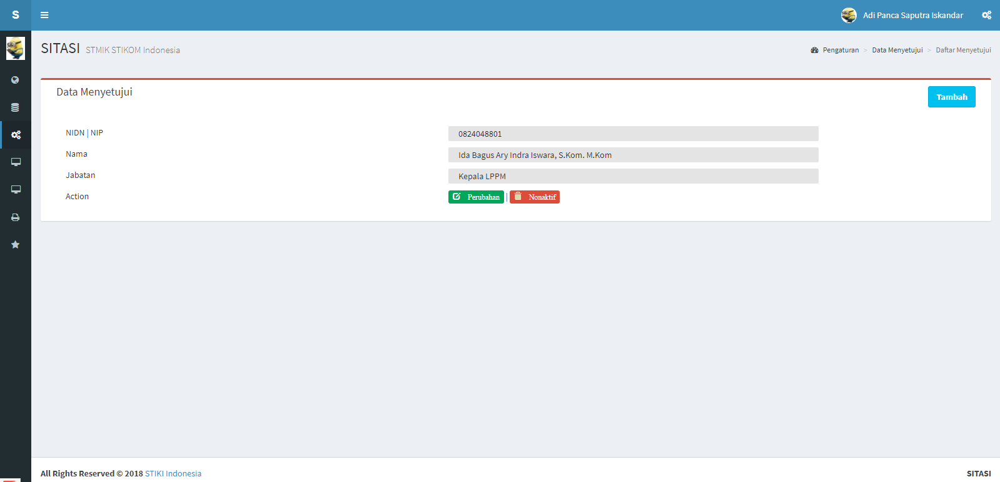 S
Adi Panca Saputra Iskandar
SITASI STMIK STIKOM Indonesia
Pengaturan > Data Menyetujui > Daftar Menyetujui
Data Menyetujui
Tambah
NIDN | NIP
0824048801
Nama
Ida Bagus Ary Indra Iswara, S.Kom. M.Kom
Jabatan
Kepala LPPM
Action
Perubahan | Nonaktif
All Rights Reserved © 2018 STIKI Indonesia
SITASI